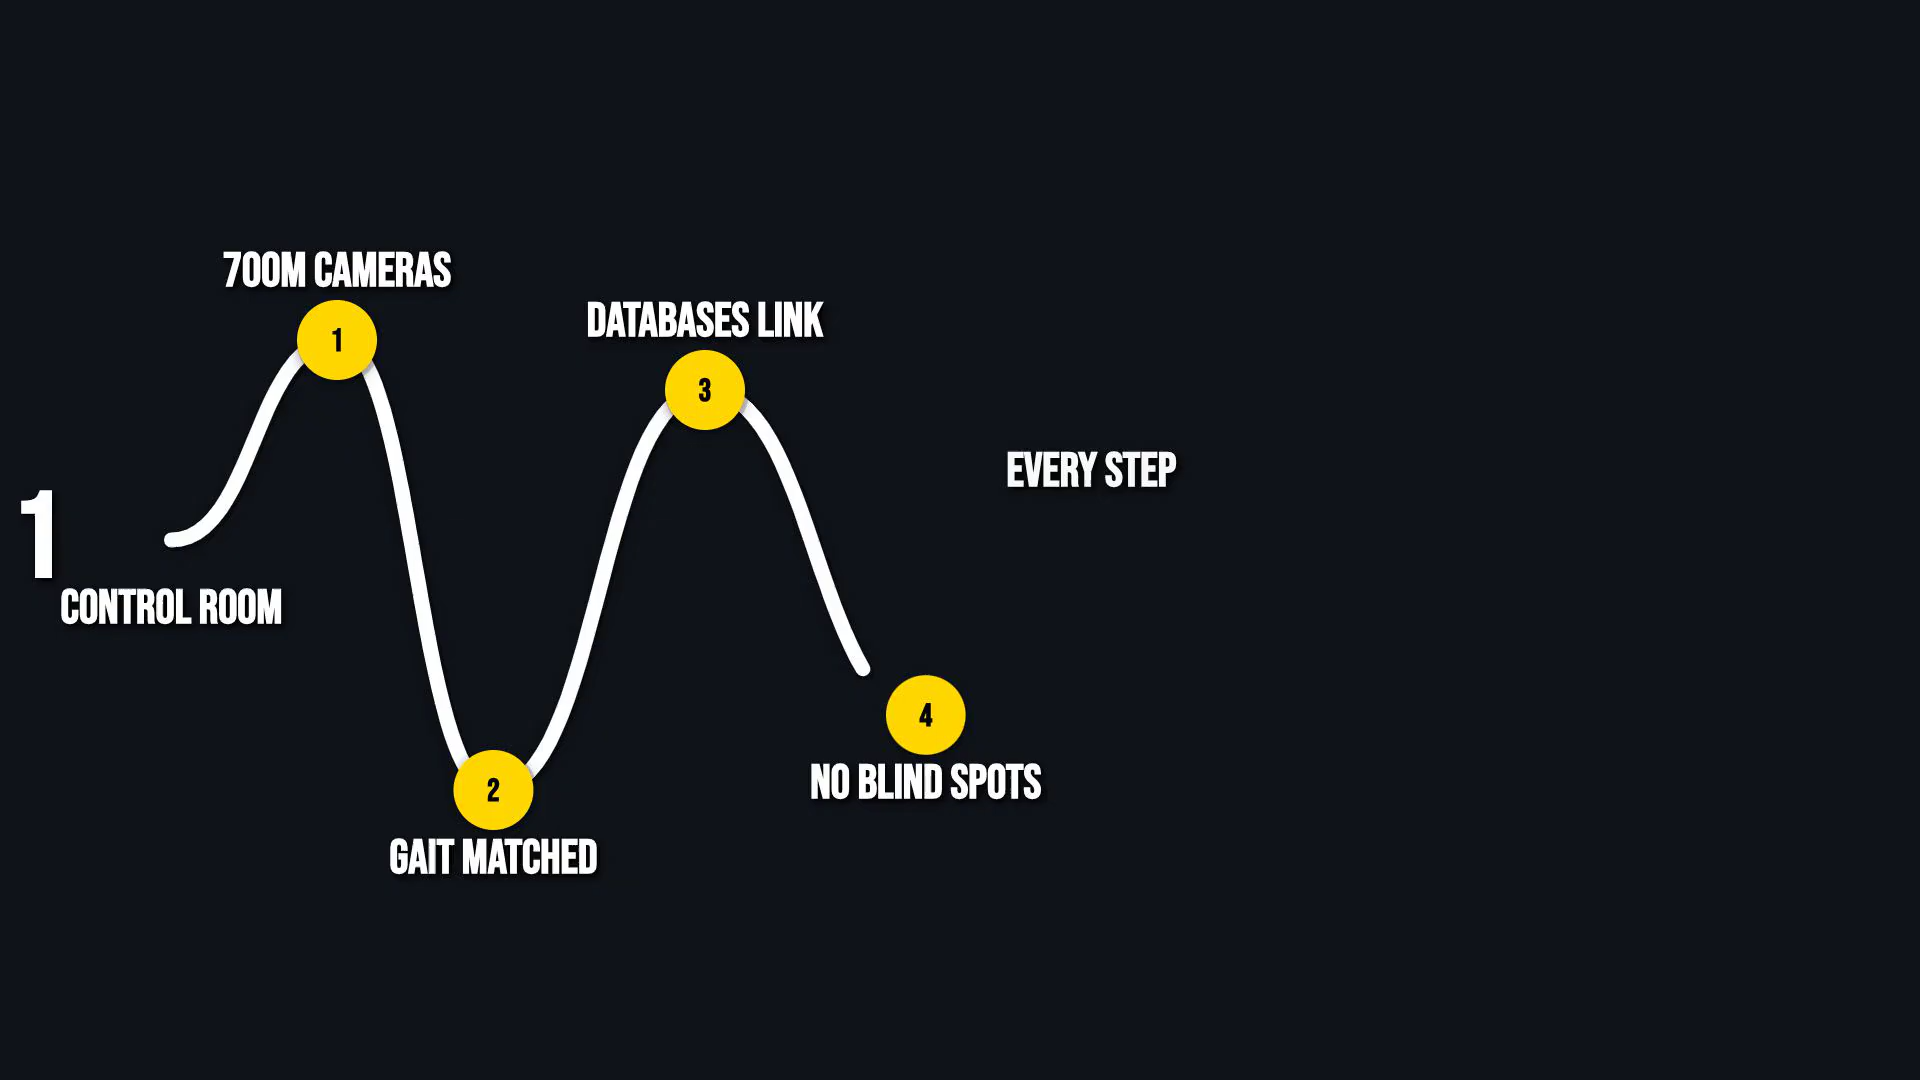 700M CAMERAS
1
DATABASES LINK
3
EVERY STEP
1
CONTROL ROOM
4
NO BLIND SPOTS
2
GAIT MATCHED